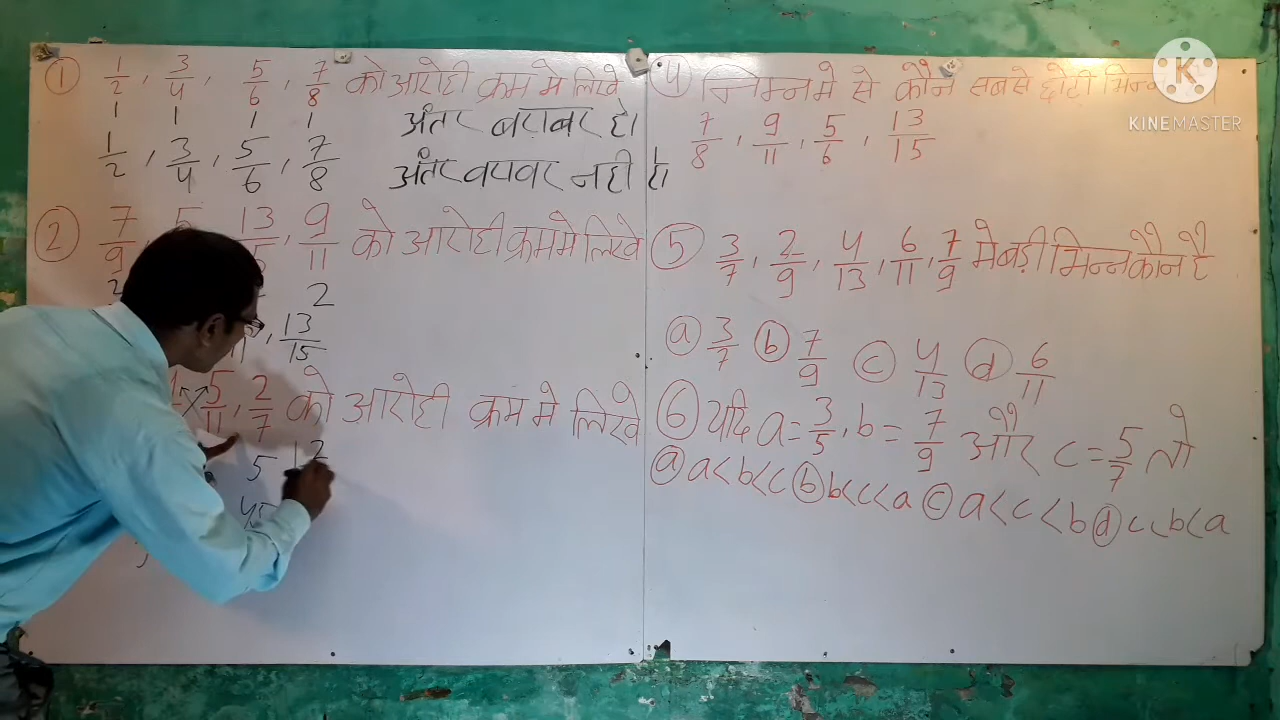 ① 1/2, 3/4, 5/6, 7/8 को आरोही क्रम मे लिखे
1 1 1 1 अंतर बराबर है।
1/2, 3/4, 5/6, 7/8 अंतर बराबर नही है।
② 7/9, 13/ , 9/11 को आरोही क्रम मे लिखे
2 2
11, 13/15
5/11, 2/7 को आरोही क्रम मे लिखे
5 12
45
④ निम्न मे से कौन सबसे छोटी भिन्न
7/8, 9/11, 5/6, 13/15
⑤ 3/7, 2/9, 4/13, 6/11, 7/9 मे बड़ी भिन्न कौन है
ⓐ 3/7 ⓑ 7/9 ⓒ 4/13 ⓓ 6/11
⑥ यदि a = 3/5, b = 7/9 और c = 5/7 तो
ⓐ a<b<c ⓑ b<c<a ⓒ a<c<b ⓓ c<b<a
KINEMASTER